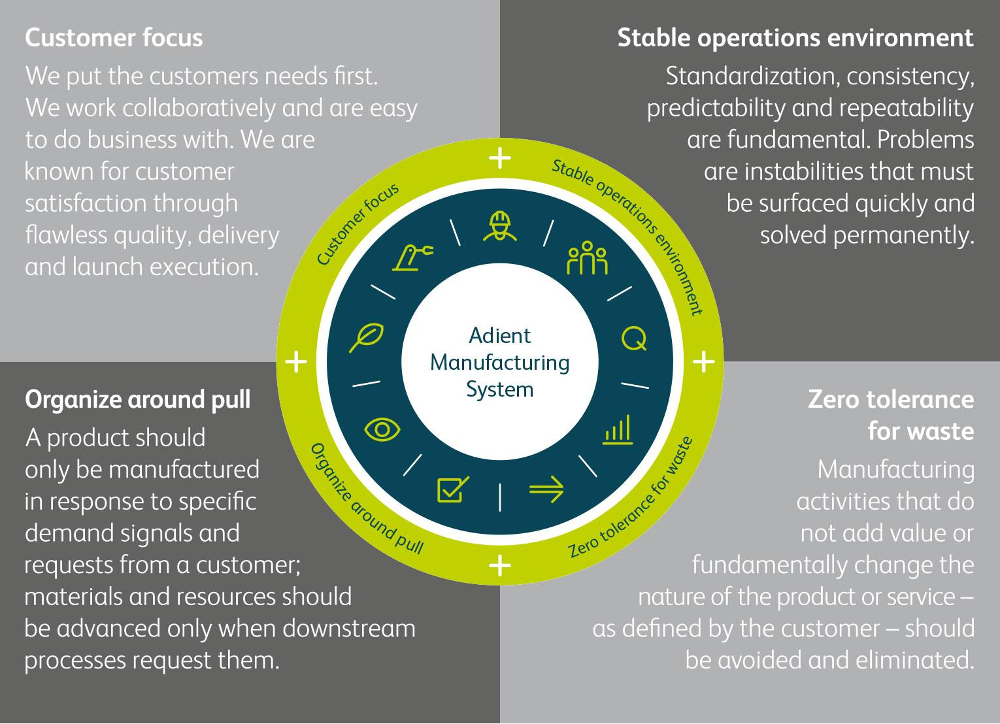 Customer focus
We put the customers needs first.
We work collaboratively and are easy
to do business with. We are
known for customer
satisfaction through
flawless quality, delivery
and launch execution.
Stable operations environment
Standardization, consistency,
predictability and repeatability
are fundamental. Problems
are instabilities that must
be surfaced quickly and
solved permanently.
Customer focus
Stable operations environment
Q
Adient
Manufacturing
System
Organize around pull
Zero tolerance for waste
Organize around pull
A product should
only be manufactured
in response to specific
demand signals and
requests from a customer;
materials and resources should
be advanced only when downstream
processes request them.
Zero tolerance
for waste
Manufacturing
activities that do
not add value or
fundamentally change the
nature of the product or service –
as defined by the customer – should
be avoided and eliminated.